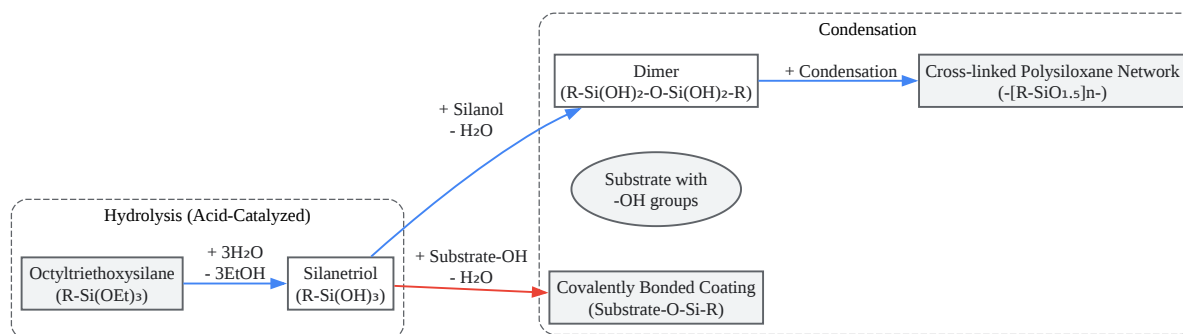 Condensation
Dimer
(R-Si(OH)₂-O-Si(OH)₂-R)
+ Condensation
Cross-linked Polysiloxane Network
(-[R-SiO₁.₅]n-)
+ Silanol
- H₂O
Substrate with
-OH groups
Hydrolysis (Acid-Catalyzed)
Octyltriethoxysilane
(R-Si(OEt)₃)
+ 3H₂O
- 3EtOH
Silanetriol
(R-Si(OH)₃)
+ Substrate-OH
- H₂O
Covalently Bonded Coating
(Substrate-O-Si-R)